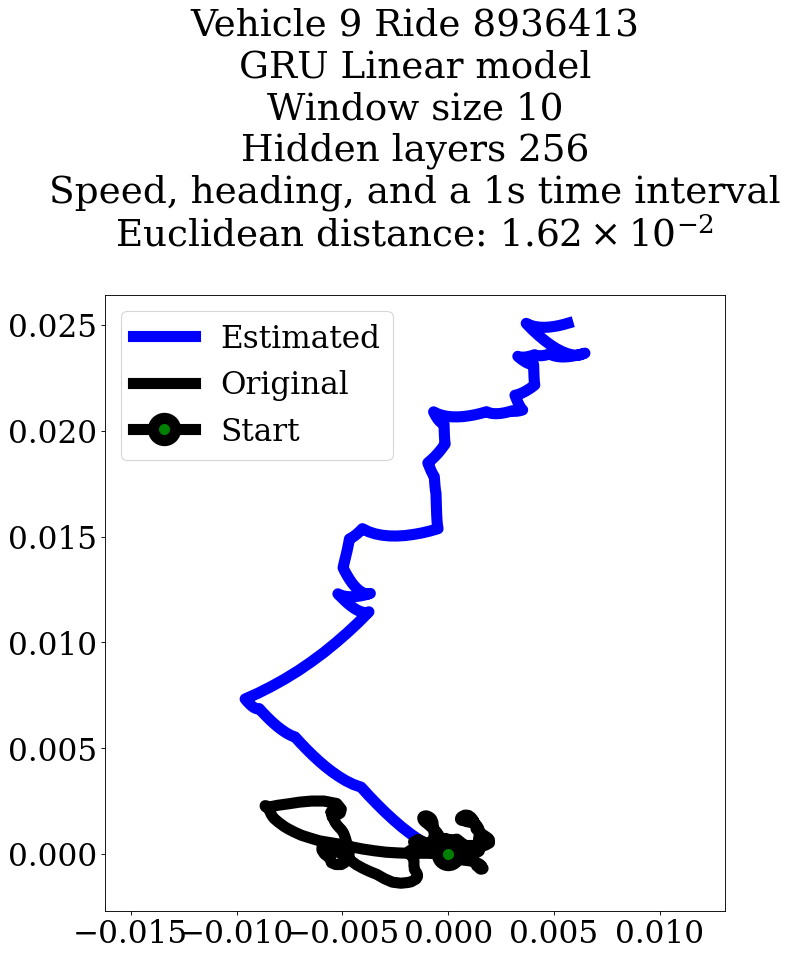 Vehicle 9 Ride 8936413
GRU Linear model
Window size 10
Hidden layers 256
Speed, heading, and a 1s time interval
Euclidean distance: 1.62 × 10⁻²
Estimated
Original
Start
0.025
0.020
0.015
0.010
0.005
0.000
−0.015 −0.010 −0.005 0.000 0.005 0.010